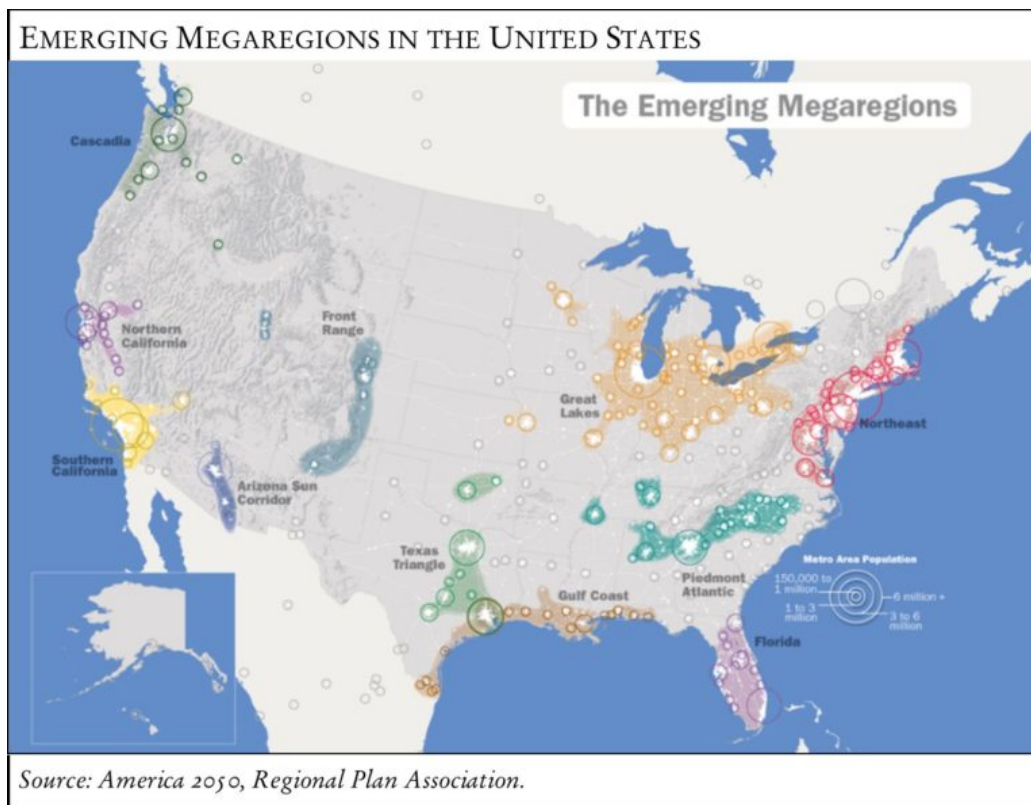 EMERGING MEGAREGIONS IN THE UNITED STATES
The Emerging Megaregions
Cascadia
Northern
California
Front
Range
Great
Lakes
Northeast
Southern
California
Arizona Sun
Corridor
Texas
Triangle
Gulf Coast
Piedmont
Atlantic
Florida
Metro Area Population
150,000 to
1 million
1 to 3
million
6 million +
3 to 6
million
Source: America 2050, Regional Plan Association.